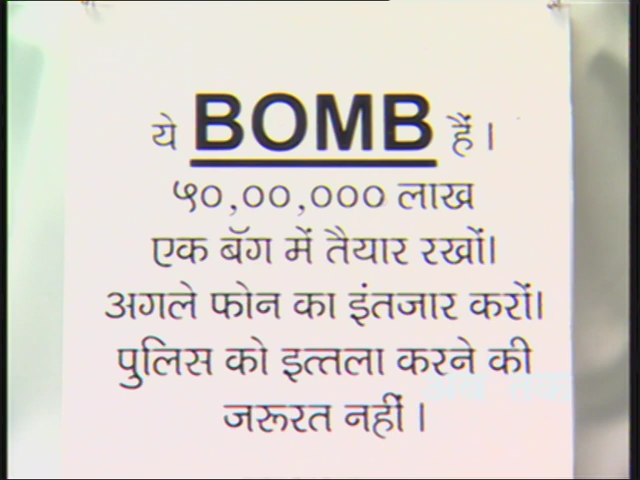 ये BOMB हैं।
५०,००,००० लाख
एक बॅग में तैयार रखों।
अगले फोन का इंतजार करों।
पुलिस को इत्तला करने की
जरूरत नहीं।